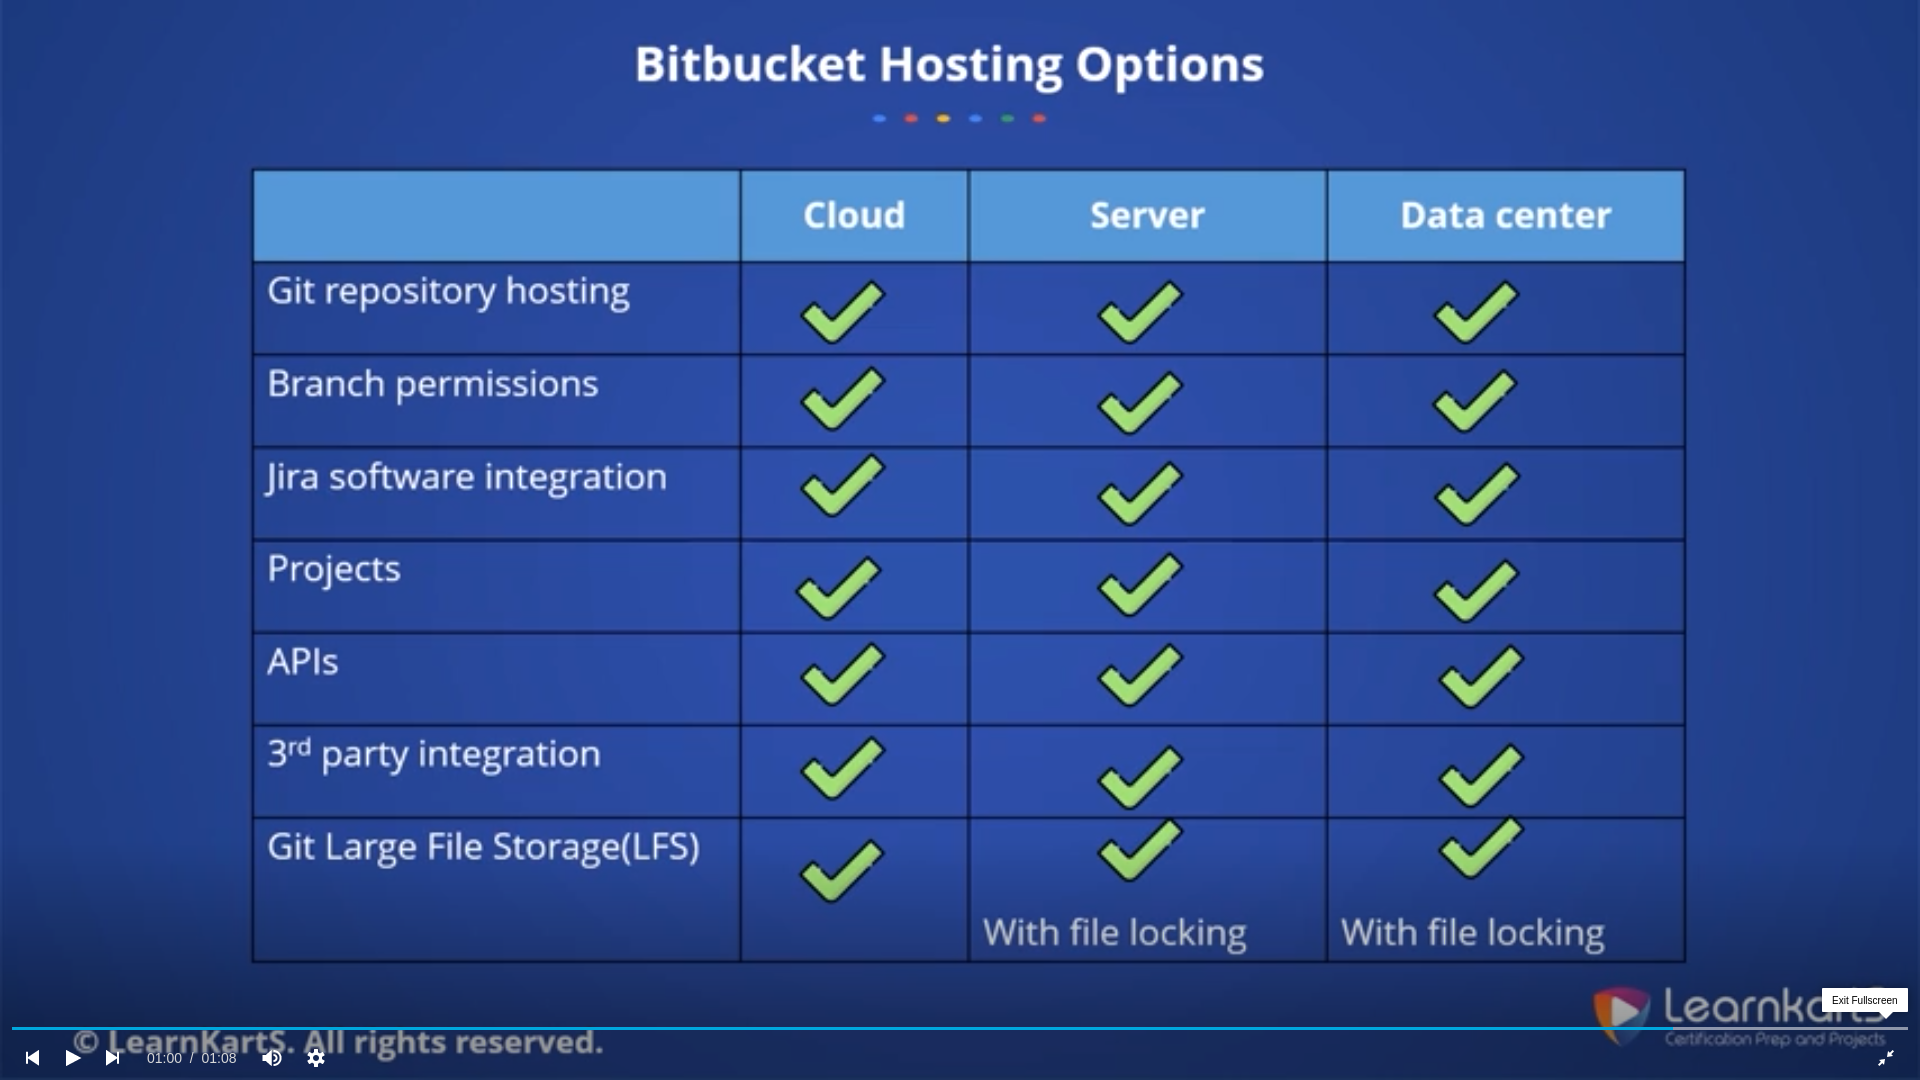 Bitbucket Hosting Options
Cloud Server Data center
Git repository hosting
Branch permissions
Jira software integration
Projects
APIs
3rd party integration
Git Large File Storage(LFS)
With file locking With file locking
Exit Fullscreen
LearnkartS
Certification Prep and Projects
© LearnKartS. All rights reserved.
01:00 / 01:08